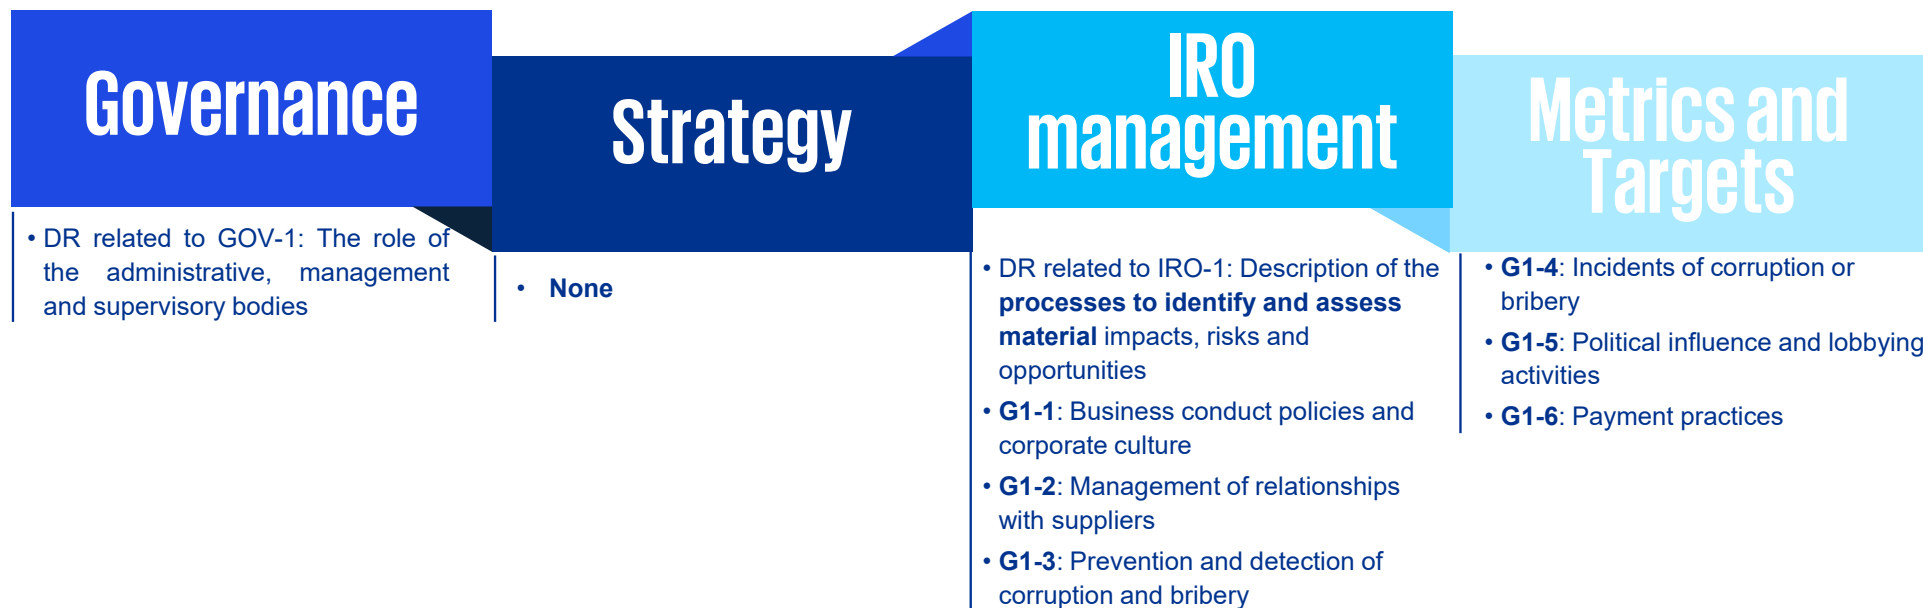 Governance
• DR related to GOV-1: The role of
the administrative, management
and supervisory bodies
Strategy
• None
IRO
management
• DR related to IRO-1: Description of the
processes to identify and assess
material impacts, risks and
opportunities
• G1-1: Business conduct policies and
corporate culture
• G1-2: Management of relationships
with suppliers
• G1-3: Prevention and detection of
corruption and bribery
Metrics and
Targets
• G1-4: Incidents of corruption or
bribery
• G1-5: Political influence and lobbying
activities
• G1-6: Payment practices